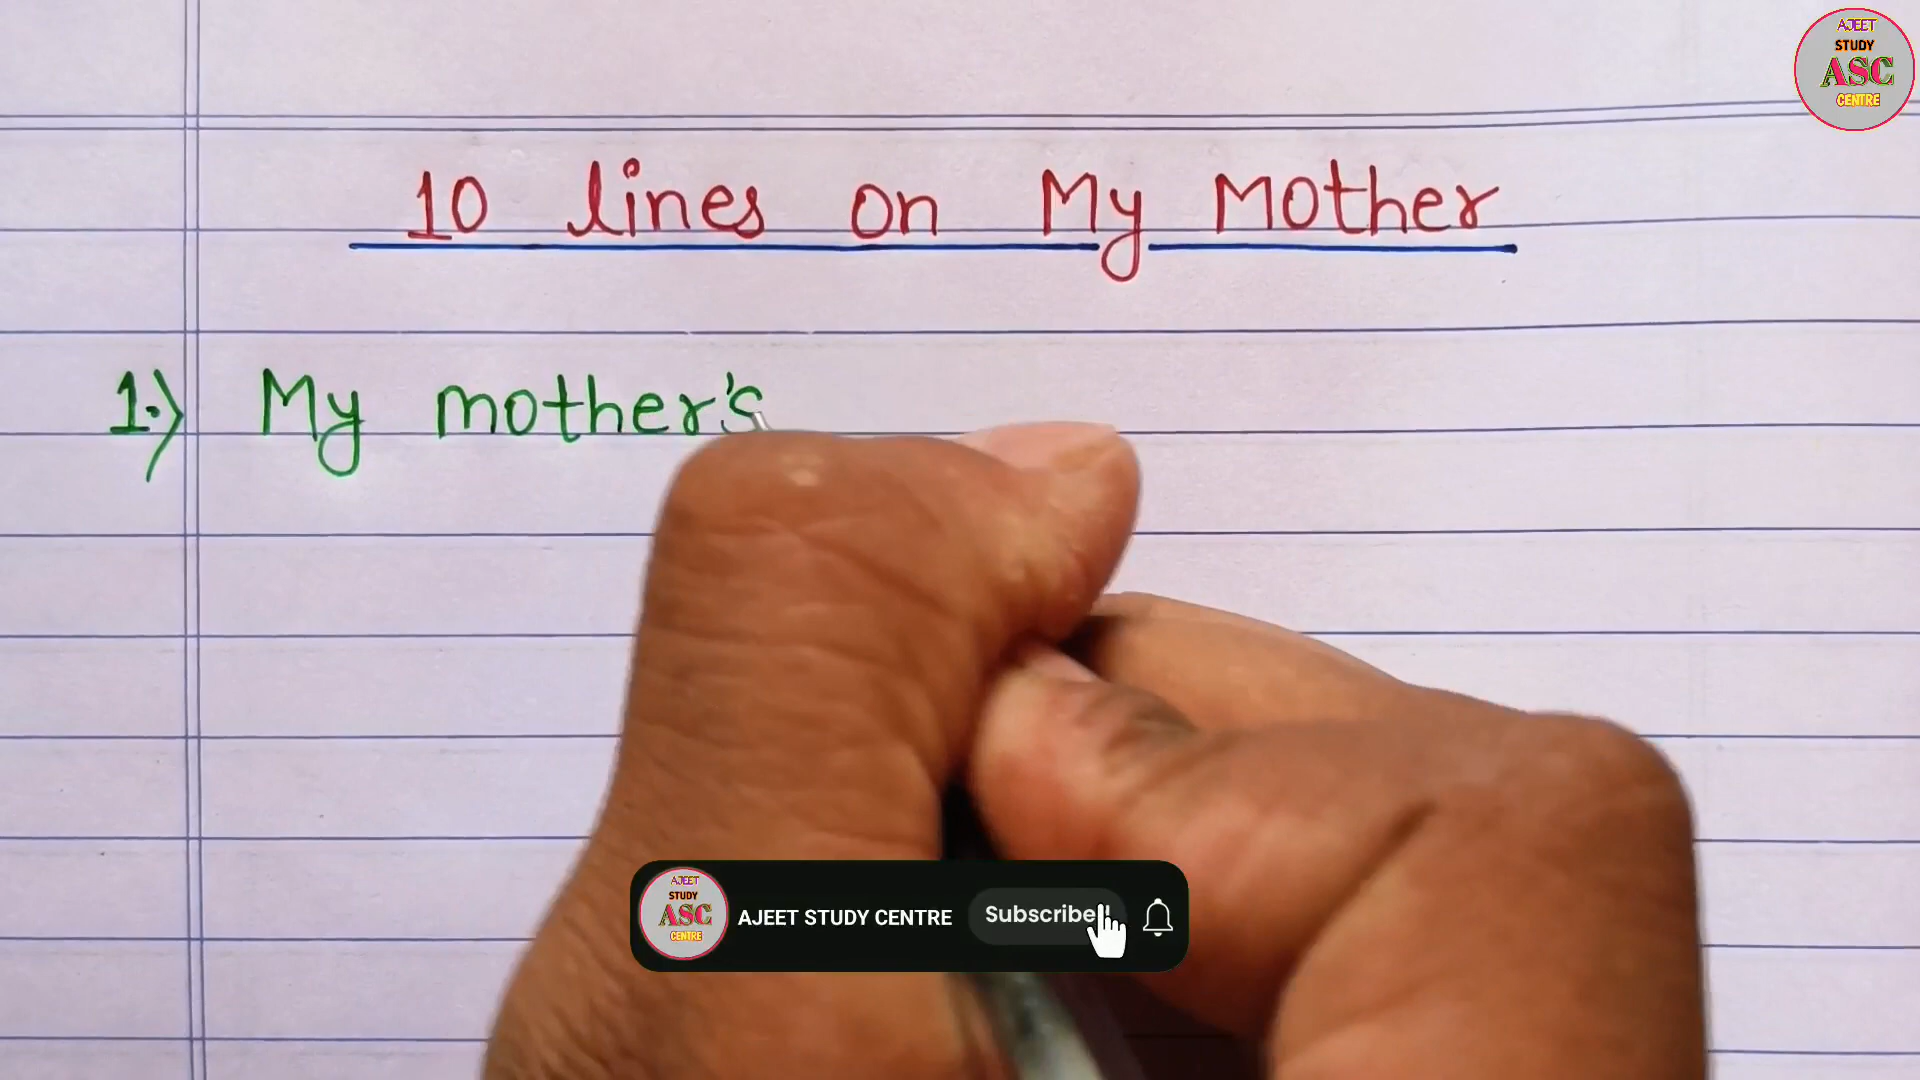 AJEET
STUDY
ASC
CENTRE
10 lines on My Mother
1.) My mother's
AJEET
STUDY
ASC
CENTRE
AJEET STUDY CENTRE
Subscribed